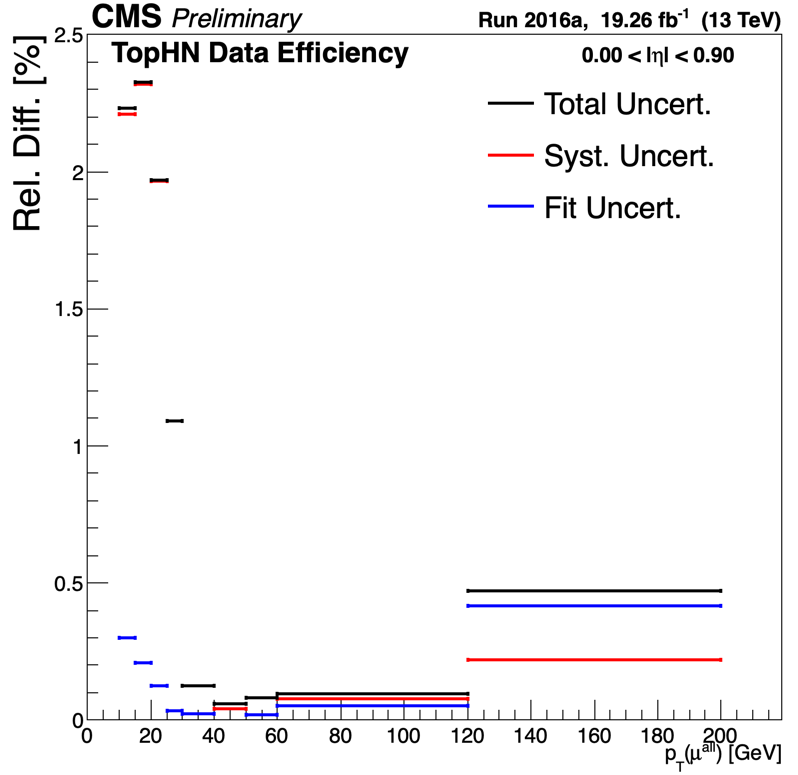 CMS Preliminary Run 2016a, 19.26 fb⁻¹ (13 TeV)
TopHN Data Efficiency 0.00 < |η| < 0.90
Total Uncert.
Syst. Uncert.
Fit Uncert.
Rel. Diff. [%]
2.5
2
1.5
1
0.5
0
0 20 40 60 80 100 120 140 160 180 200
p_T(μ^all) [GeV]